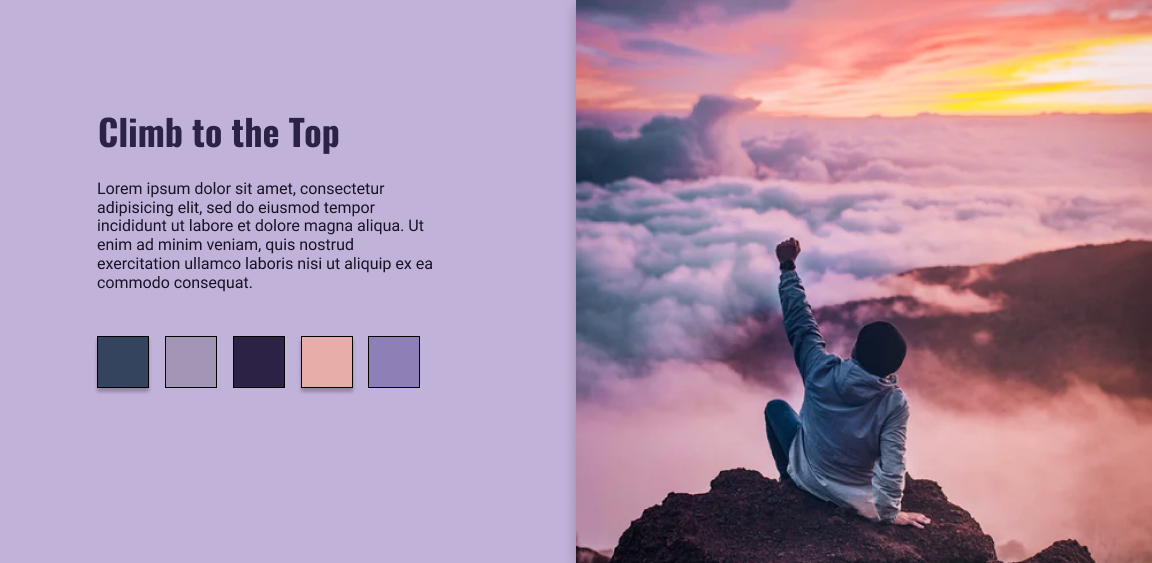 Climb to the Top
Lorem ipsum dolor sit amet, consectetur
adipisicing elit, sed do eiusmod tempor
incididunt ut labore et dolore magna aliqua. Ut
enim ad minim veniam, quis nostrud
exercitation ullamco laboris nisi ut aliquip ex ea
commodo consequat.